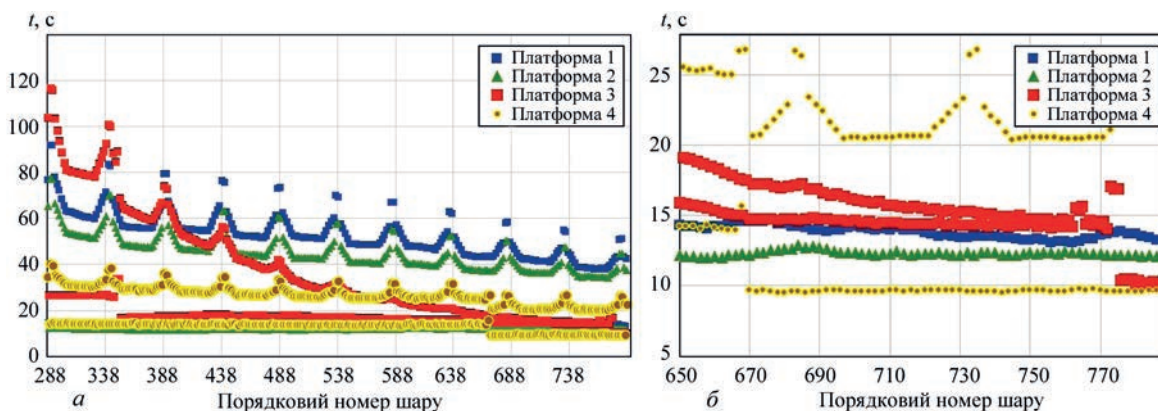 t, с
120
100
80
60
40
20
0
288 338 388 438 488 538 588 638 688 738
а
Порядковий номер шару
Платформа 1
Платформа 2
Платформа 3
Платформа 4
t, с
25
20
15
10
5
650 670 690 710 730 750 770
б
Порядковий номер шару
Платформа 1
Платформа 2
Платформа 3
Платформа 4